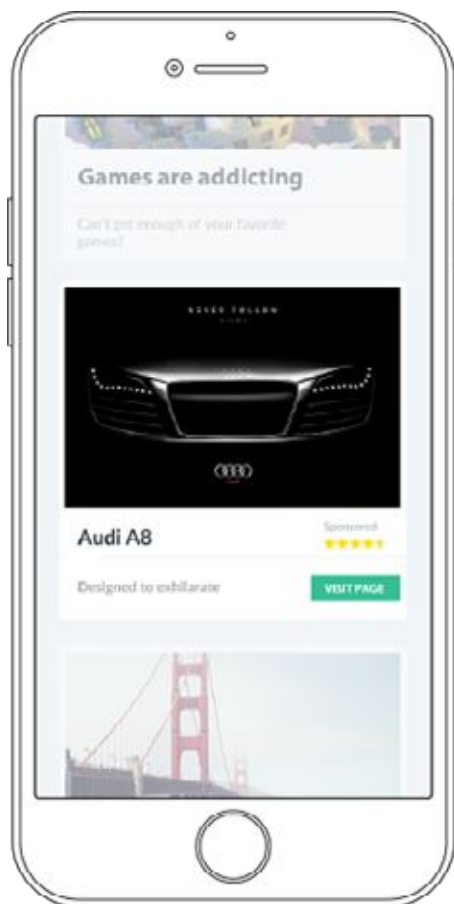 Games are addicting
Can't get enough of your favorite
games?
NEVER FOLLOW
Audi A8
Sponsored
Designed to exhilarate
VISIT PAGE